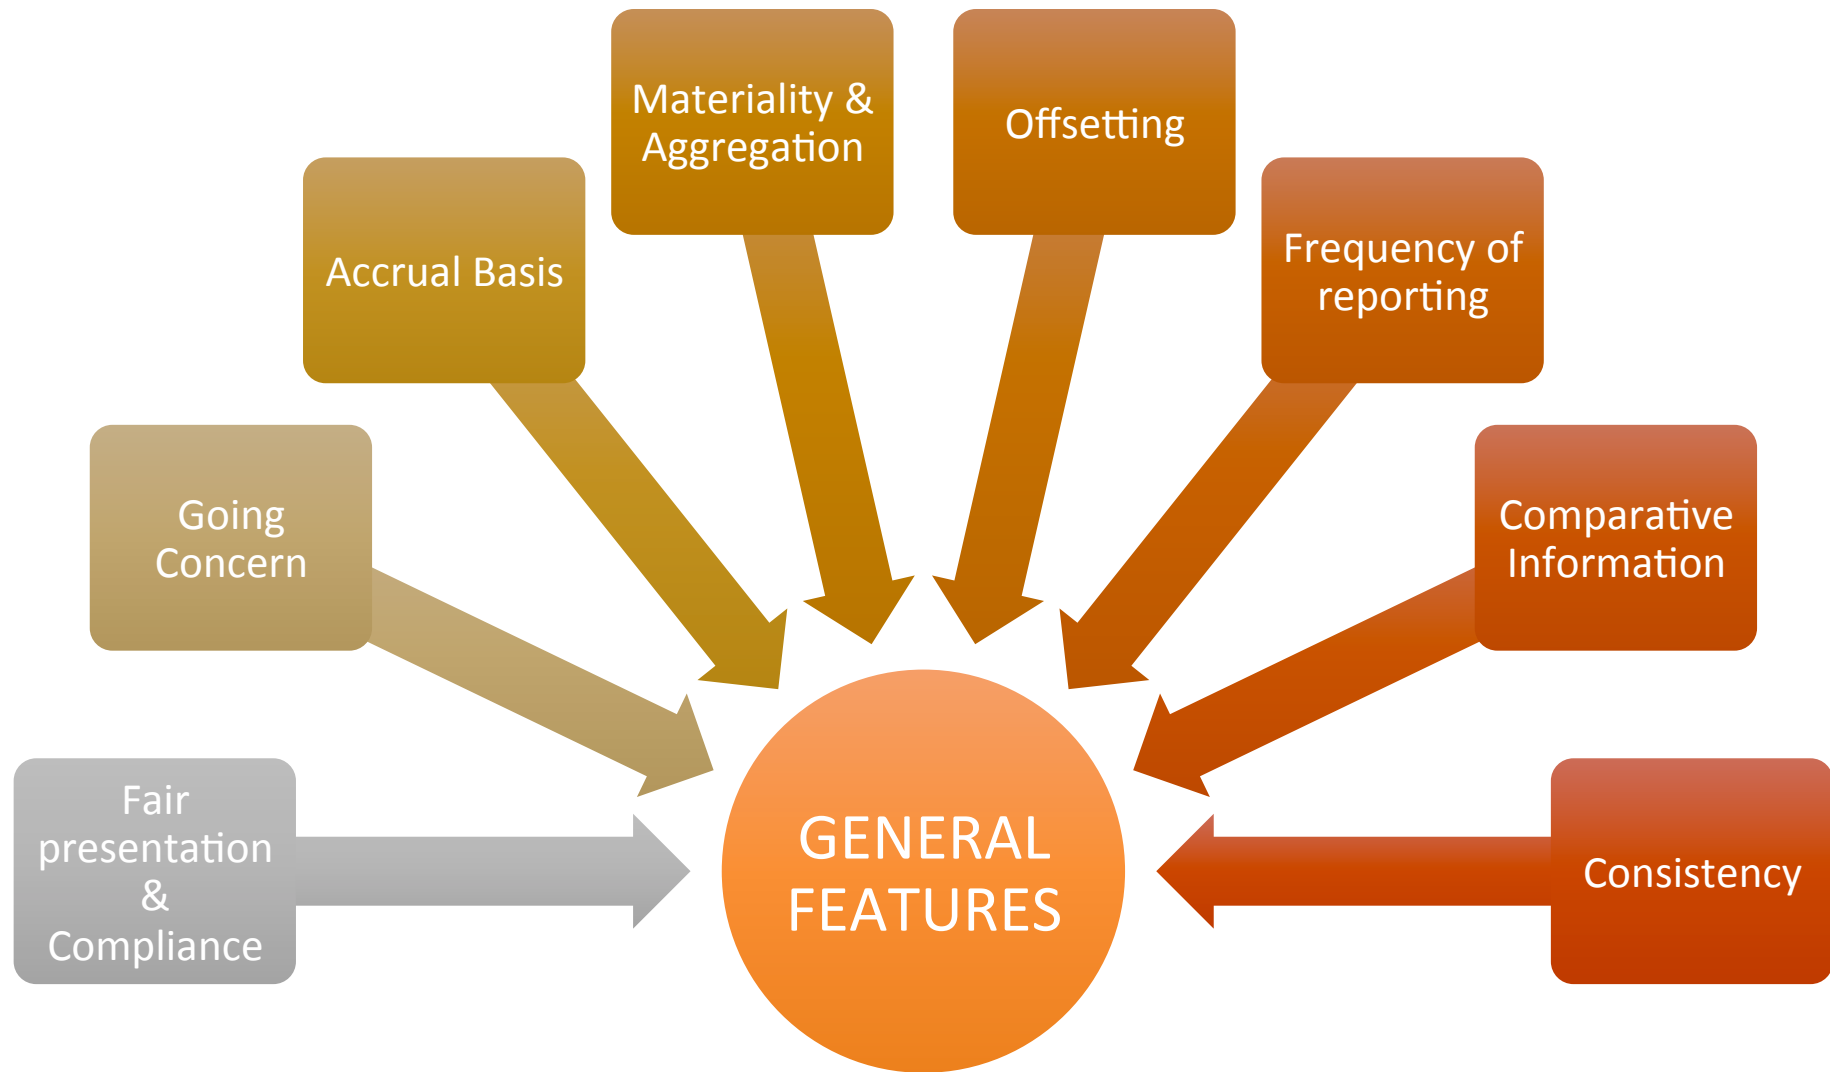 Fair
presentation
&
Compliance
Going
Concern
Accrual Basis
Materiality &
Aggregation
Offsetting
Frequency of
reporting
Comparative
Information
Consistency
GENERAL
FEATURES